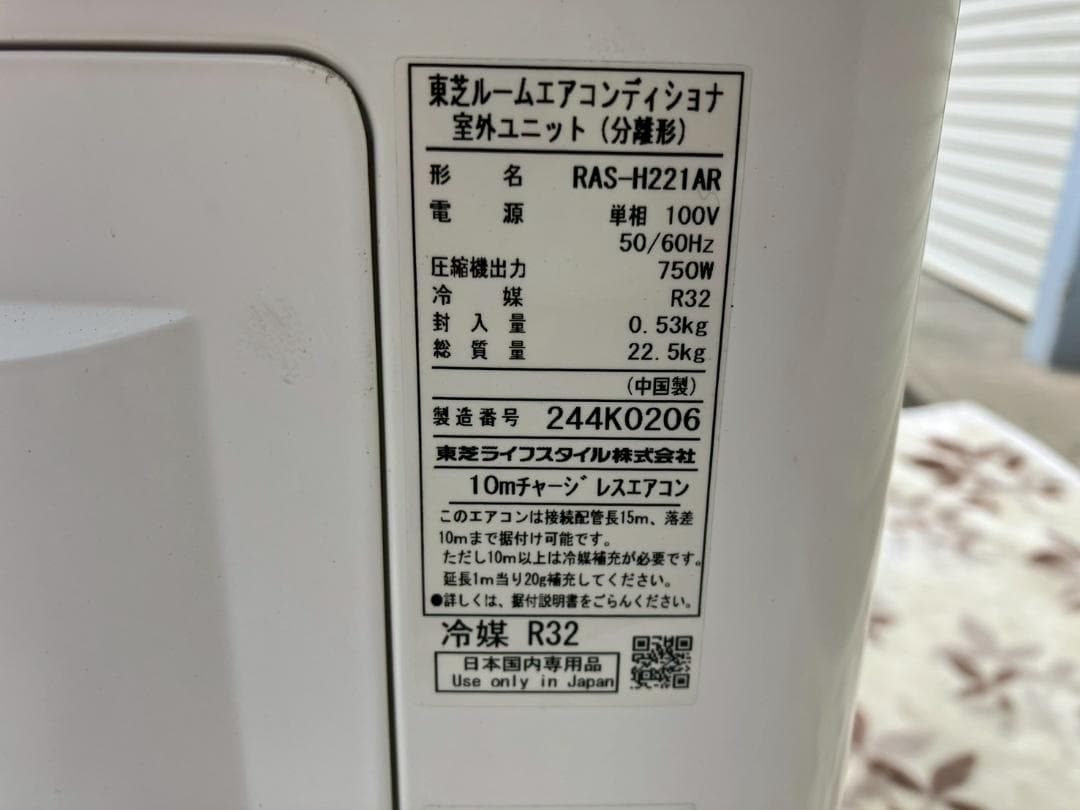 東芝ルームエアコンディショナ
室外ユニット(分離形)
形名 RAS-H221AR
電源 単相 100V
50/60Hz
圧縮機出力 750W
冷媒 R32
封入量 0.53kg
総質量 22.5kg
(中国製)
製造番号 244K0206
東芝ライフスタイル株式会社
10mチャージレスエアコン
このエアコンは接続配管長15m、落差
10mまで据付け可能です。
ただし10m以上は冷媒補充が必要です。
延長1m当り20g補充してください。
●詳しくは、据付説明書をごらんください。
冷媒 R32
日本国内専用品
Use only in Japan